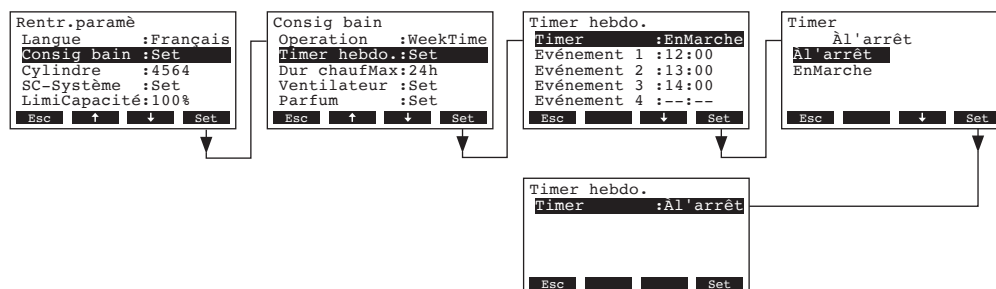 Rentr.paramè
Langue :Français
Consig bain :Set
Cylindre :4564
SC-Système :Set
LimiCapacité:100%
Esc ↑ ↓ Set
Consig bain
Operation :WeekTime
Timer hebdo.:Set
Dur chaufMax:24h
Ventilateur :Set
Parfum :Set
Esc ↑ ↓ Set
Timer hebdo.
Timer :EnMarche
Evénement 1 :12:00
Evénement 2 :13:00
Evénement 3 :14:00
Evénement 4 :--:--
Esc ↓ Set
Timer
Àl'arrêt
Àl'arrêt
EnMarche
Esc ↓ Set
Timer hebdo.
Timer :Àl'arrêt
Esc Set